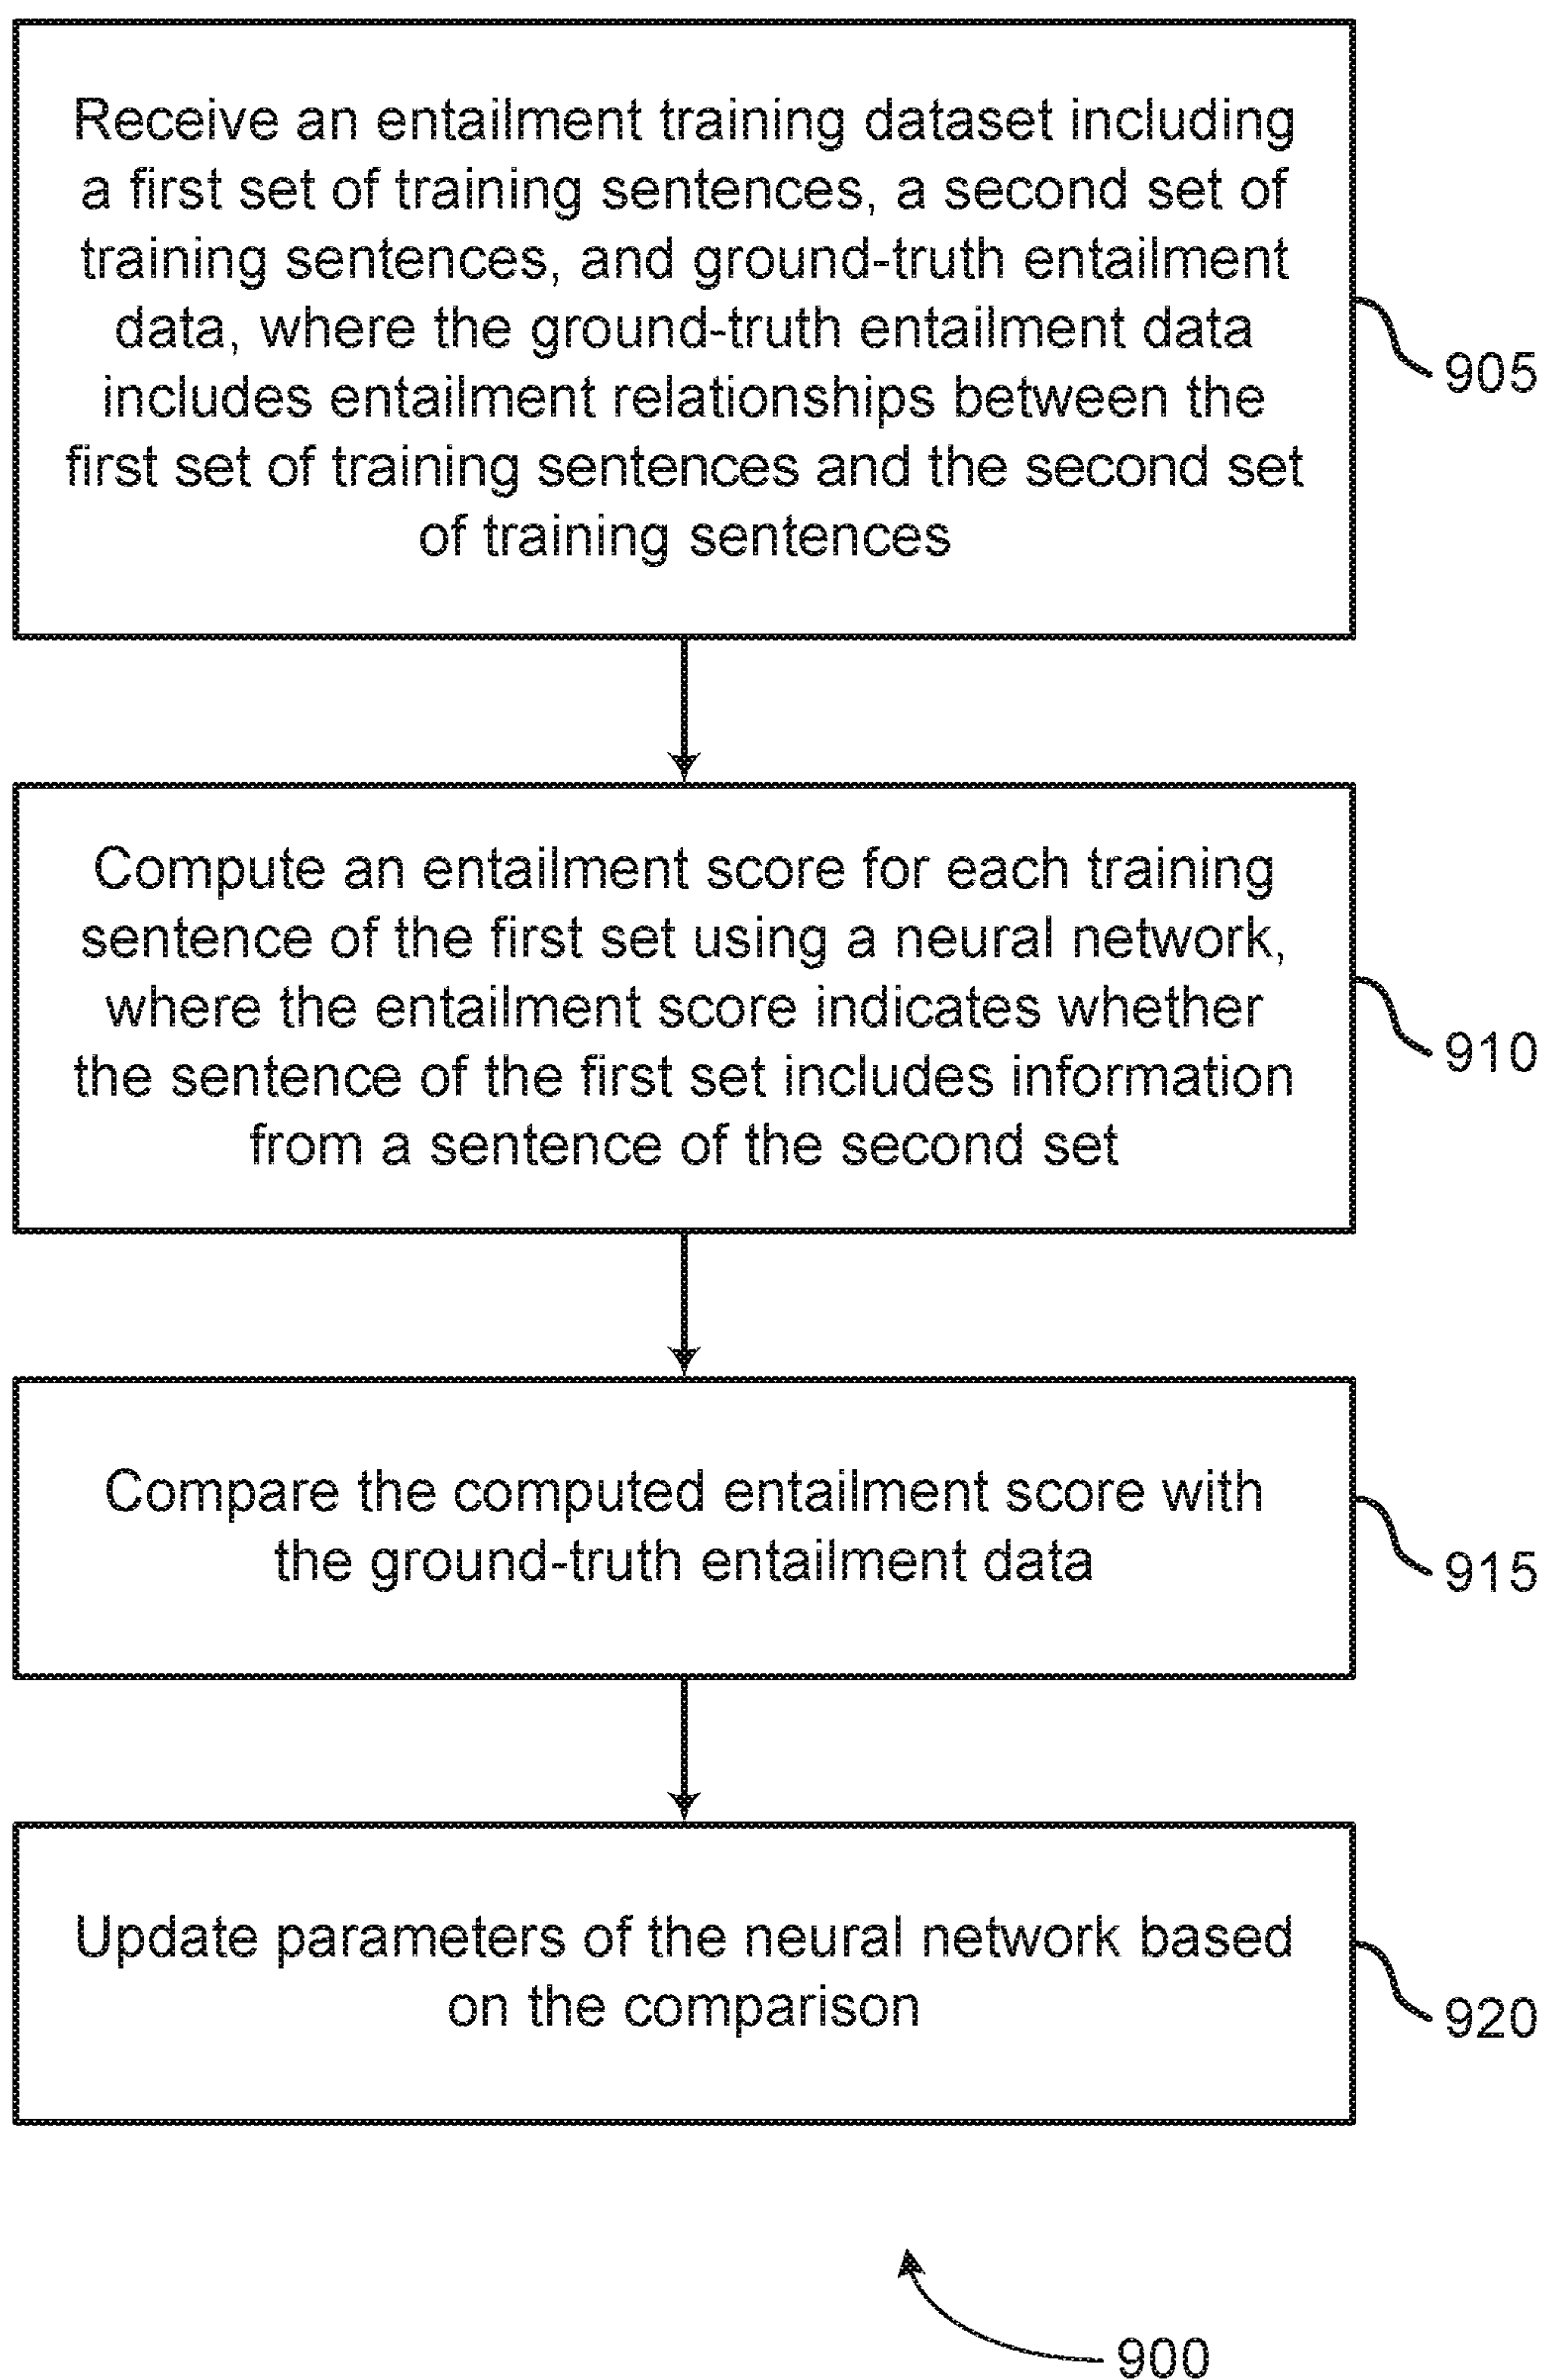 Receive an entailment training dataset including
a first set of training sentences, a second set of
training sentences, and ground-truth entailment
data, where the ground-truth entailment data
includes entailment relationships between the
first set of training sentences and the second set
of training sentences
905
Compute an entailment score for each training
sentence of the first set using a neural network,
where the entailment score indicates whether
the sentence of the first set includes information
from a sentence of the second set
910
Compare the computed entailment score with
the ground-truth entailment data
915
Update parameters of the neural network based
on the comparison
920
900